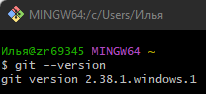 MINGW64:/c/Users/Илья
Илья@zr69345 MINGW64 ~
$ git --version
git version 2.38.1.windows.1